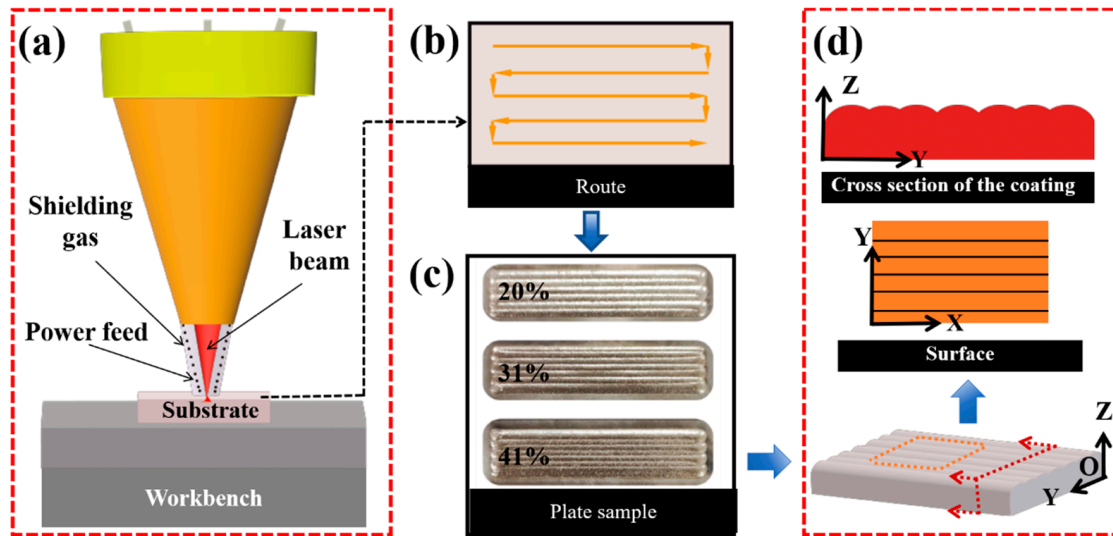 (a)
Shielding
gas
Laser
beam
Power feed
Substrate
Workbench
(b)
Route
(c)
20%
31%
41%
Plate sample
(d)
Z
Y
Cross section of the coating
Y
X
Surface
Z
O
Y